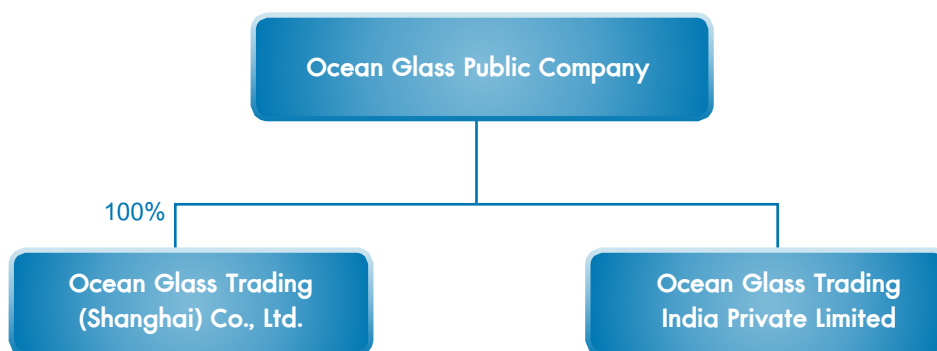 Ocean Glass Public Company
100%
Ocean Glass Trading
(Shanghai) Co., Ltd.
Ocean Glass Trading
India Private Limited